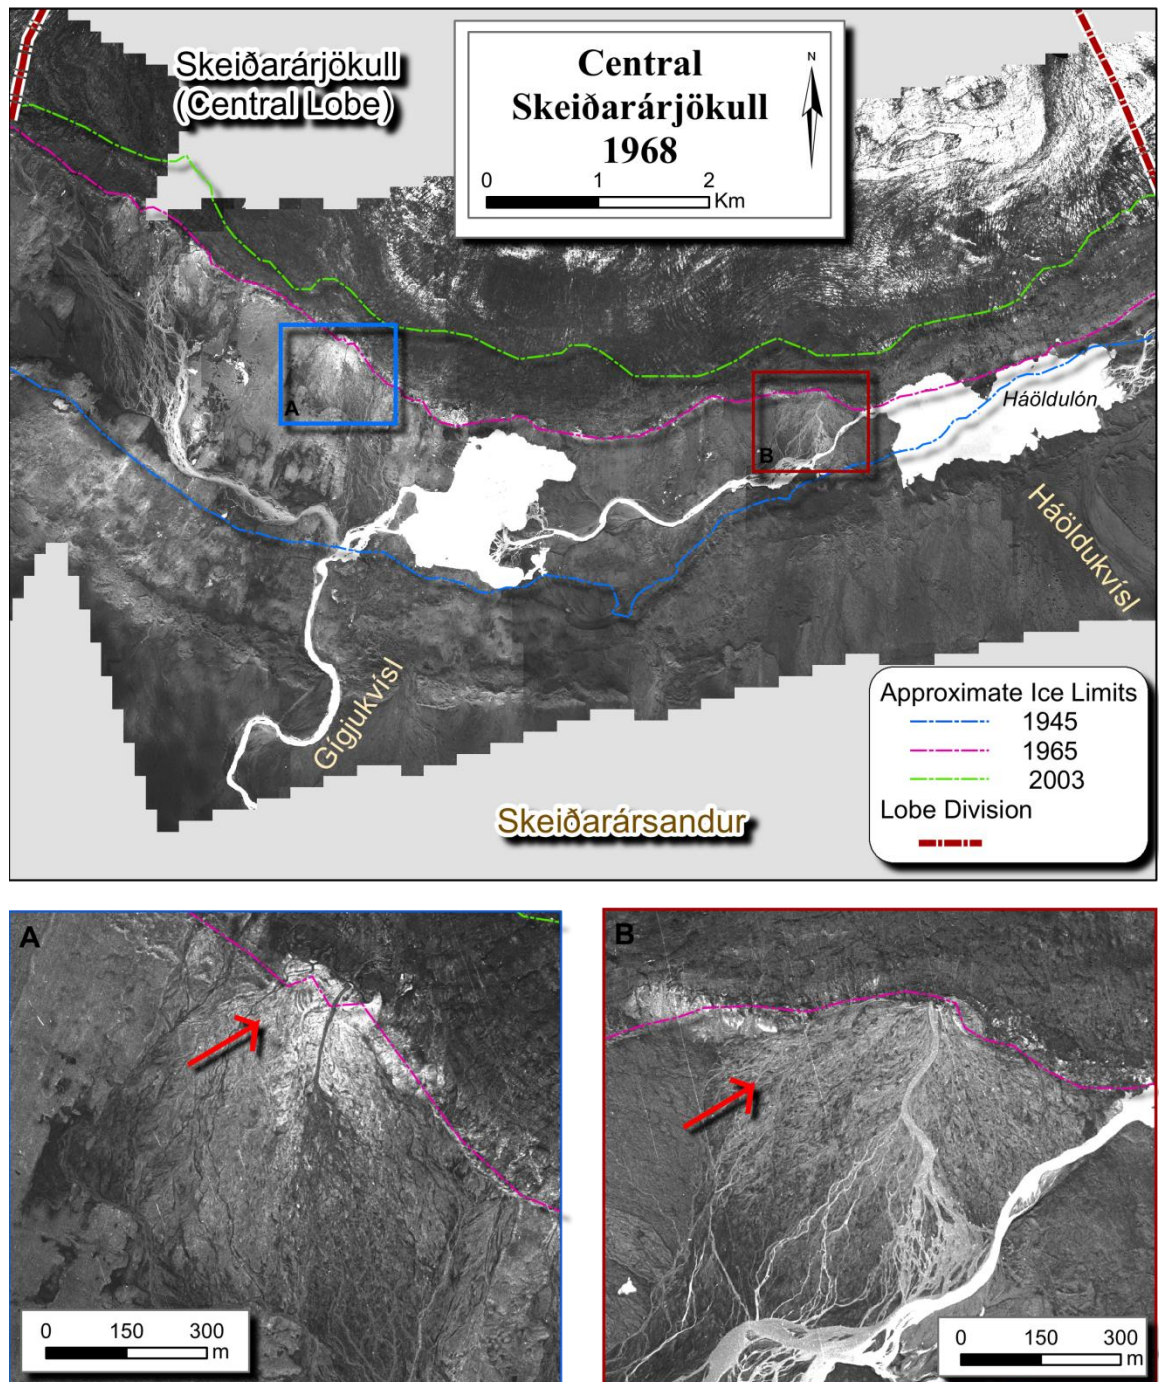 Skeiðarárjökull
(Central Lobe)
Central
Skeiðarárjökull
1968
N
0 1 2
Km
A
B
Háöldulón
Háöldukvísl
Gígjukvísl
Skeiðarársandur
Approximate Ice Limits
1945
1965
2003
Lobe Division
A
0 150 300
m
B
0 150 300
m